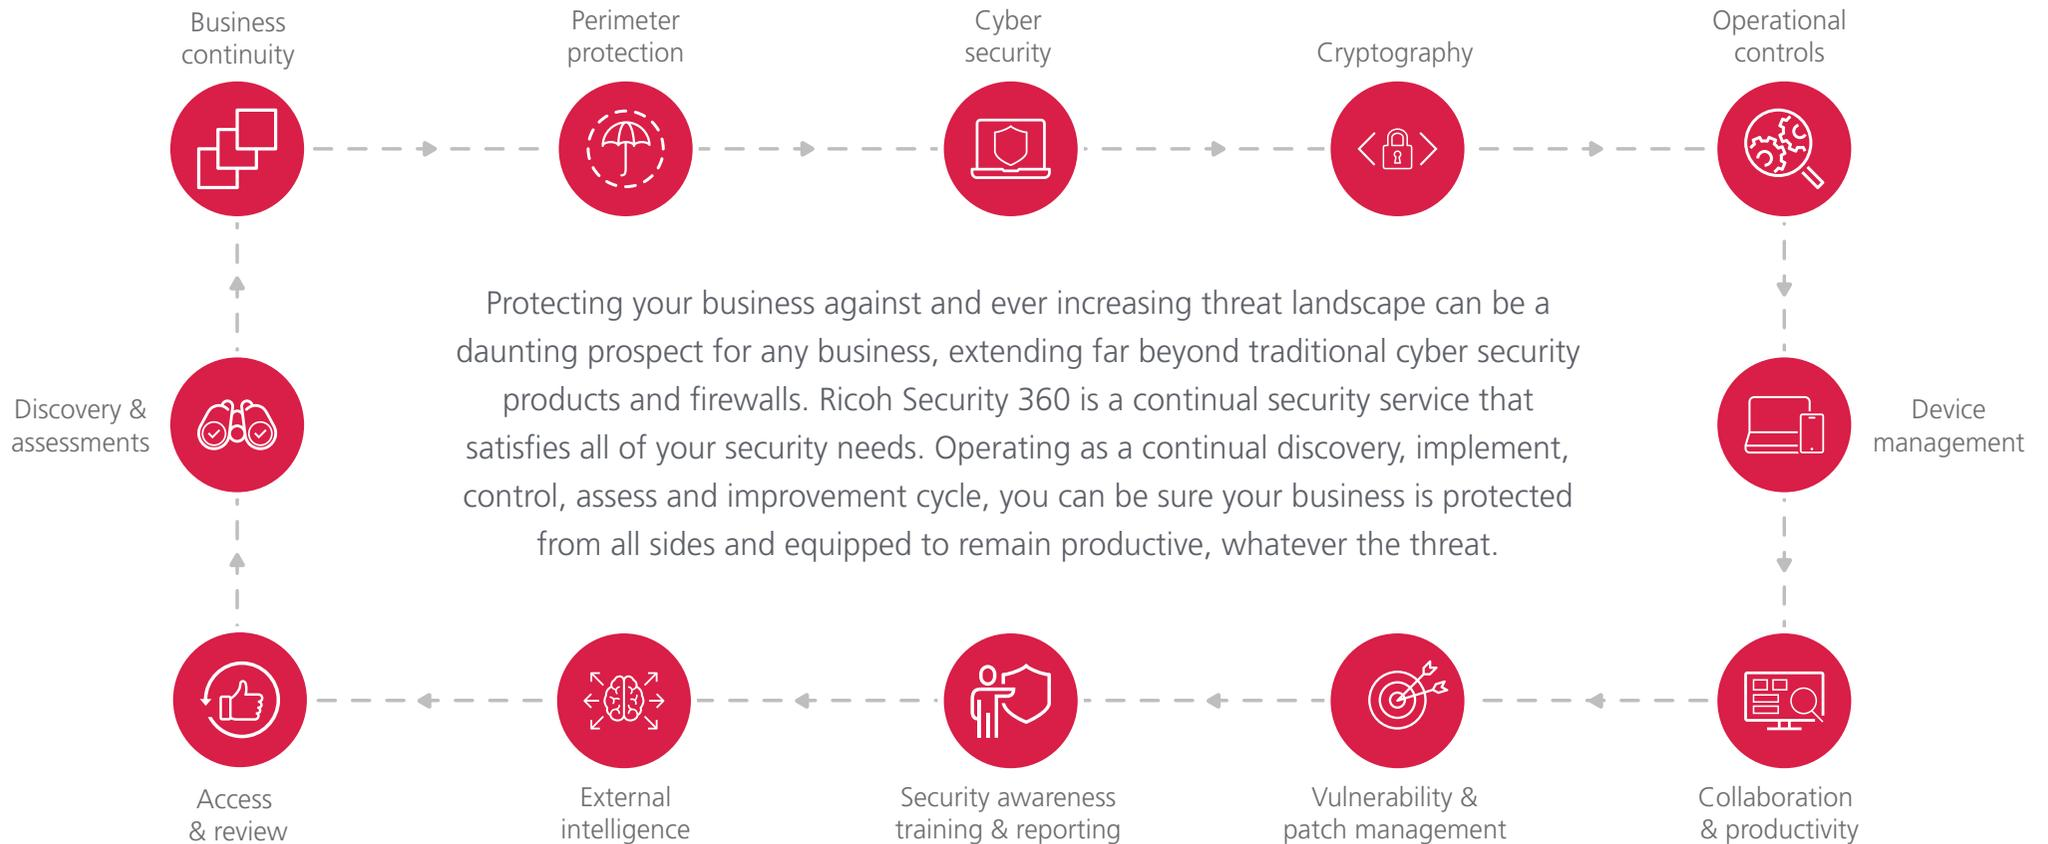 Business
continuity
Perimeter
protection
Cyber
security
Cryptography
Operational
controls
Protecting your business against and ever increasing threat landscape can be a
daunting prospect for any business, extending far beyond traditional cyber security
products and firewalls. Ricoh Security 360 is a continual security service that
satisfies all of your security needs. Operating as a continual discovery, implement,
control, assess and improvement cycle, you can be sure your business is protected
from all sides and equipped to remain productive, whatever the threat.
Discovery &
assessments
Device
management
Access
& review
External
intelligence
Security awareness
training & reporting
Vulnerability &
patch management
Collaboration
& productivity